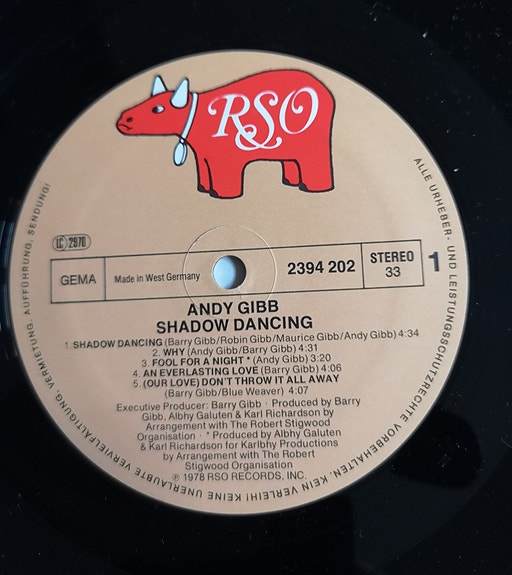 RSO
LC 2970
GEMA
Made in West Germany
2394 202
STEREO
33
1
ANDY GIBB
SHADOW DANCING
1. SHADOW DANCING (Barry Gibb/Robin Gibb/Maurice Gibb/Andy Gibb) 4:34
2. WHY (Andy Gibb/Barry Gibb) 4:31
3. FOOL FOR A NIGHT * (Andy Gibb) 3:20
4. AN EVERLASTING LOVE (Barry Gibb) 4:06
5. (OUR LOVE) DON'T THROW IT ALL AWAY
(Barry Gibb/Blue Weaver) 4:07
Executive Producer: Barry Gibb · Produced by Barry
Gibb, Albhy Galuten & Karl Richardson by
Arrangement with The Robert Stigwood
Organisation · * Produced by Albhy Galuten
& Karl Richardson for Karlbhy Productions
by Arrangement with The Robert
Stigwood Organisation
℗ 1978 RSO RECORDS, INC.
ALLE URHEBER- UND LEISTUNGSSCHUTZRECHTE VORBEHALTEN. KEIN VERLEIH! KEINE UNERLAUBTE VERVIELFÄLTIGUNG, VERMIETUNG, AUFFÜHRUNG, SENDUNG!